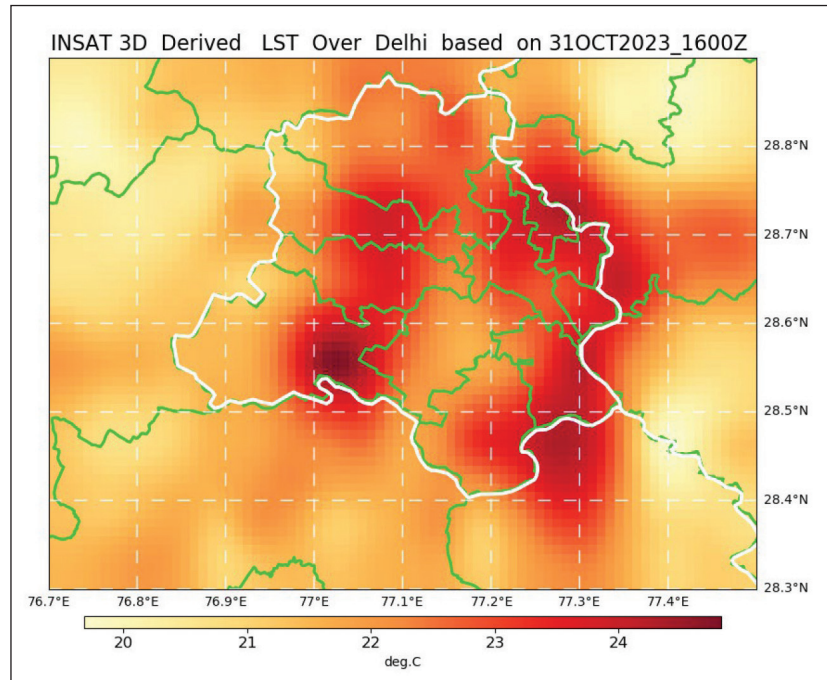 INSAT 3D Derived LST Over Delhi based on 31OCT2023_1600Z
28.8°N
28.7°N
28.6°N
28.5°N
28.4°N
28.3°N
76.7°E 76.8°E 76.9°E 77°E 77.1°E 77.2°E 77.3°E 77.4°E
20 21 22 23 24
deg.C